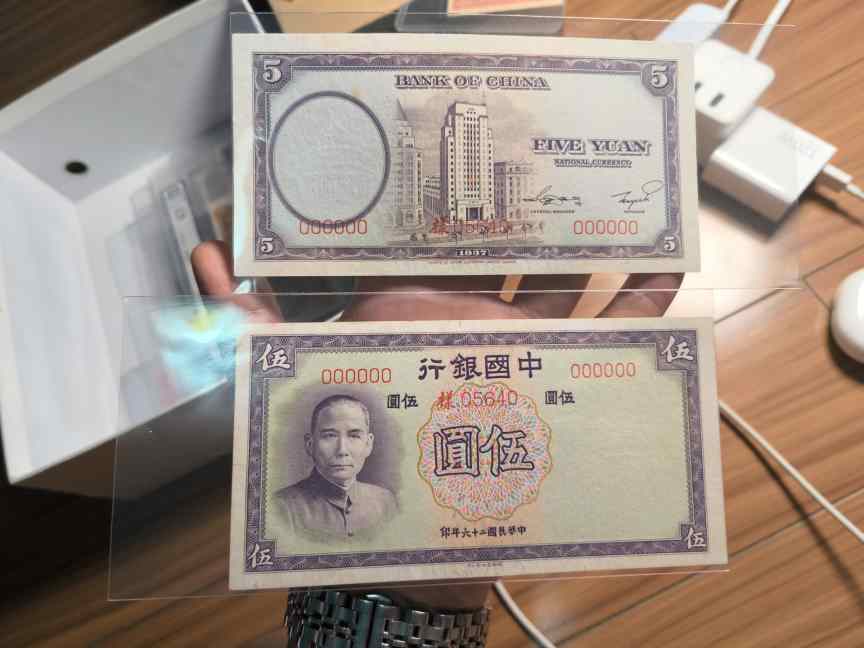 5
BANK OF CHINA
5
FIVE YUAN
NATIONAL CURRENCY
000000
樣 05640
000000
5
1937
5
伍
行銀國中
伍
000000
000000
圓伍
樣 05640
圓伍
圓伍
印年六十二國民華中
伍
伍